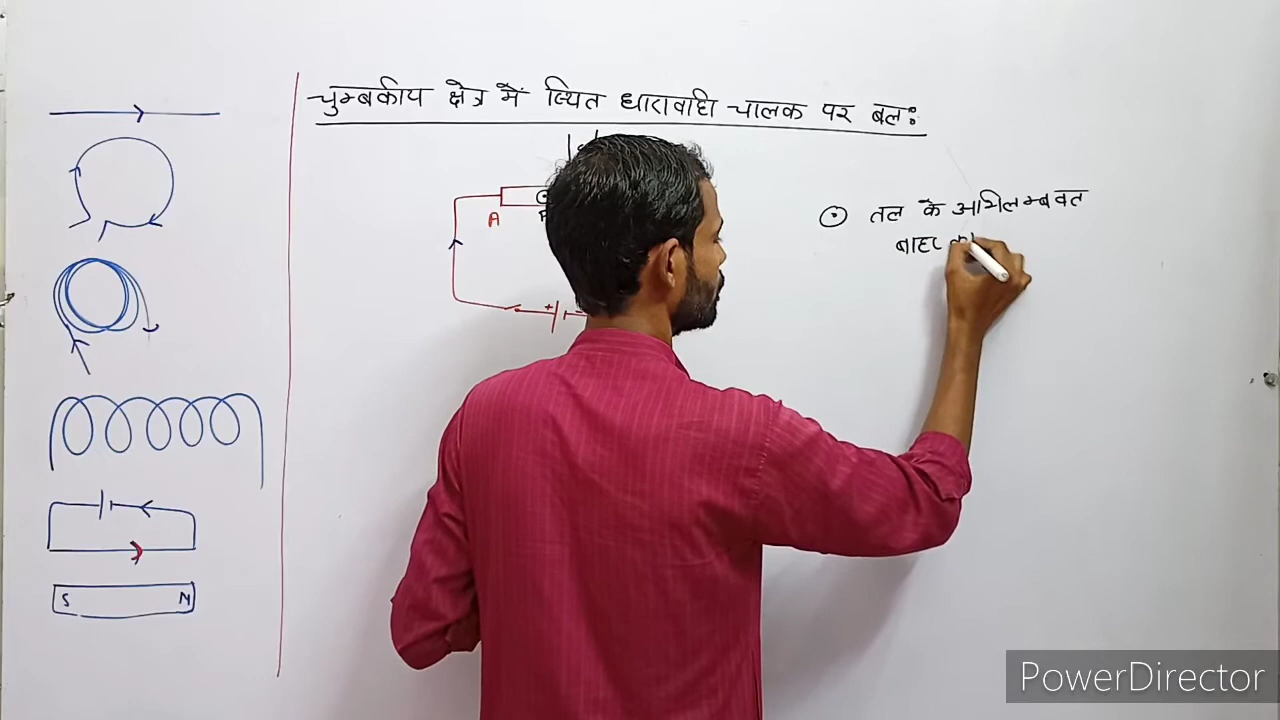 चुम्बकीय क्षेत्र में स्थित धारावाही चालक पर बल:
तल के अभिलम्बवत
बाहर
A
+
S N
PowerDirector